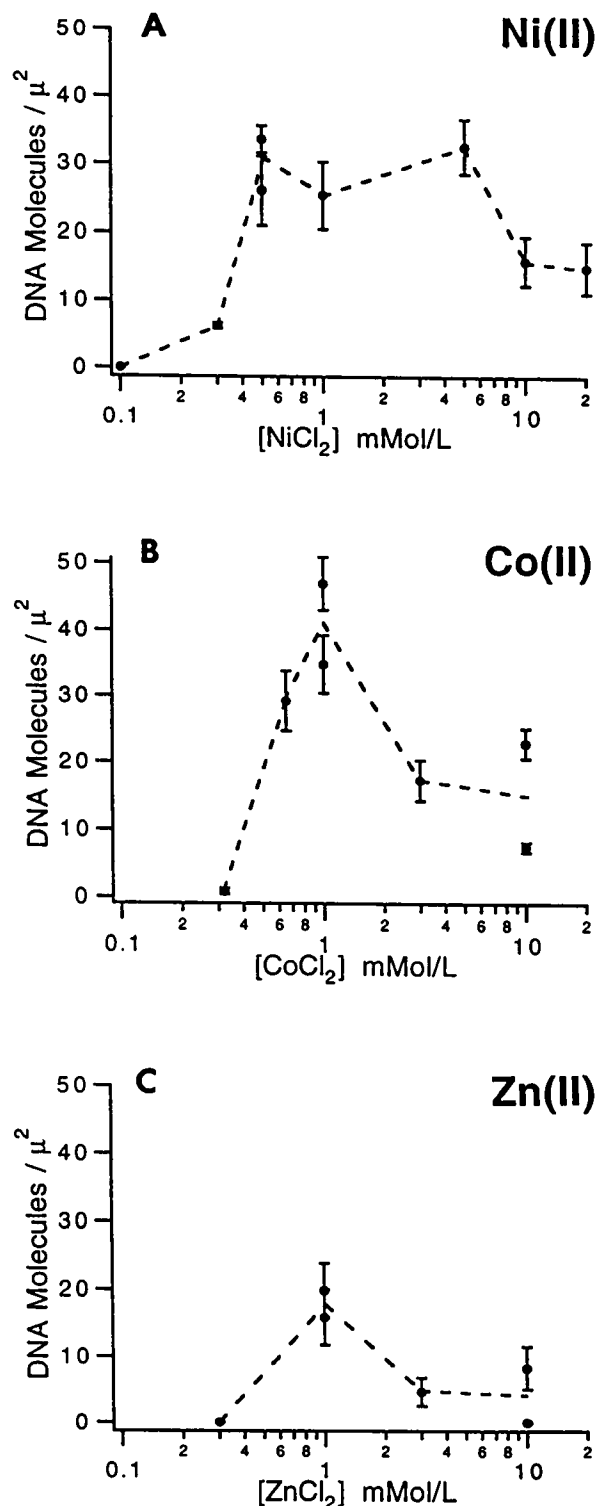 A
Ni(II)
DNA Molecules / μ²
50
40
30
20
10
0
2 4 6 8 2 4 6 8 2
0.1 1 10
[NiCl₂] mMol/L
B
Co(II)
DNA Molecules / μ²
50
40
30
20
10
0
2 4 6 8 2 4 6 8 2
0.1 1 10
[CoCl₂] mMol/L
C
Zn(II)
DNA Molecules / μ²
50
40
30
20
10
0
2 4 6 8 2 4 6 8 2
0.1 1 10
[ZnCl₂] mMol/L